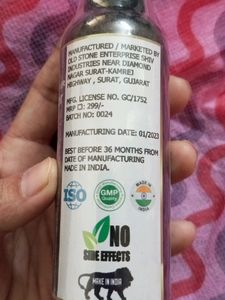 MANUFACTURED / MARKETED BY
OLD STONE ENTERPRISE SHIV
INDUSTRIES NEAR DIAMOND
NAGAR SURAT-KAMREJ
HIGHWAY , SURAT, GUJARAT
MFG. LICENSE NO. GC/1752
MRP : 299/-
BATCH NO: 0024
MANUFACTURING DATE: 01/2023
BEST BEFORE 36 MONTHS FROM
DATE OF MANUFACTURING
MADE IN INDIA.
ISO
GMP
Quality
MADE IN
INDIA
NO
SIDE EFFECTS
MAKE IN INDIA